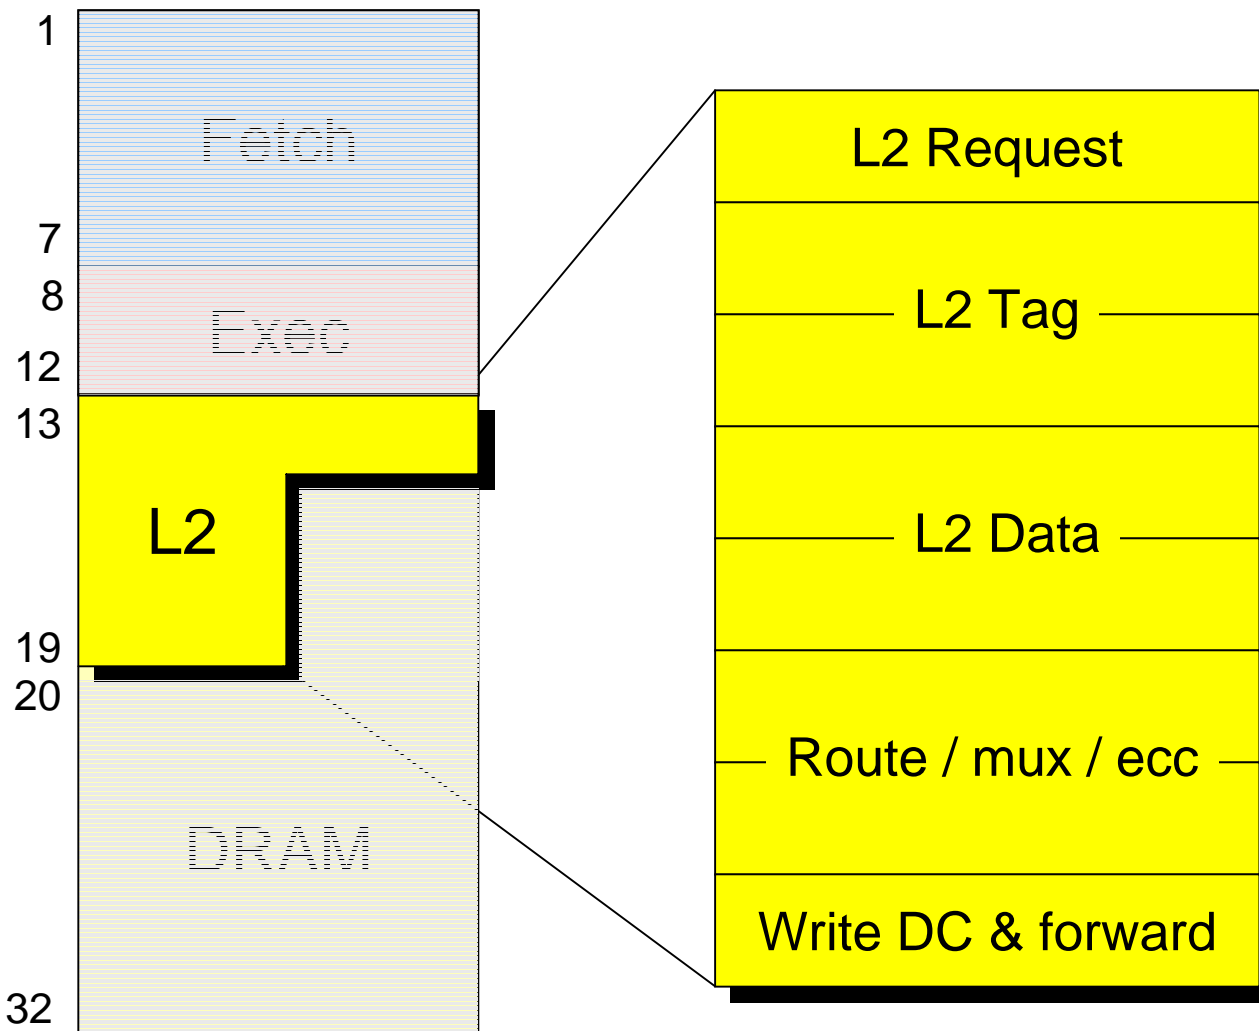 1
Fetch
7
8
Exec
12
13
L2
19
20
DRAM
32
L2 Request
L2 Tag
L2 Data
Route / mux / ecc
Write DC & forward